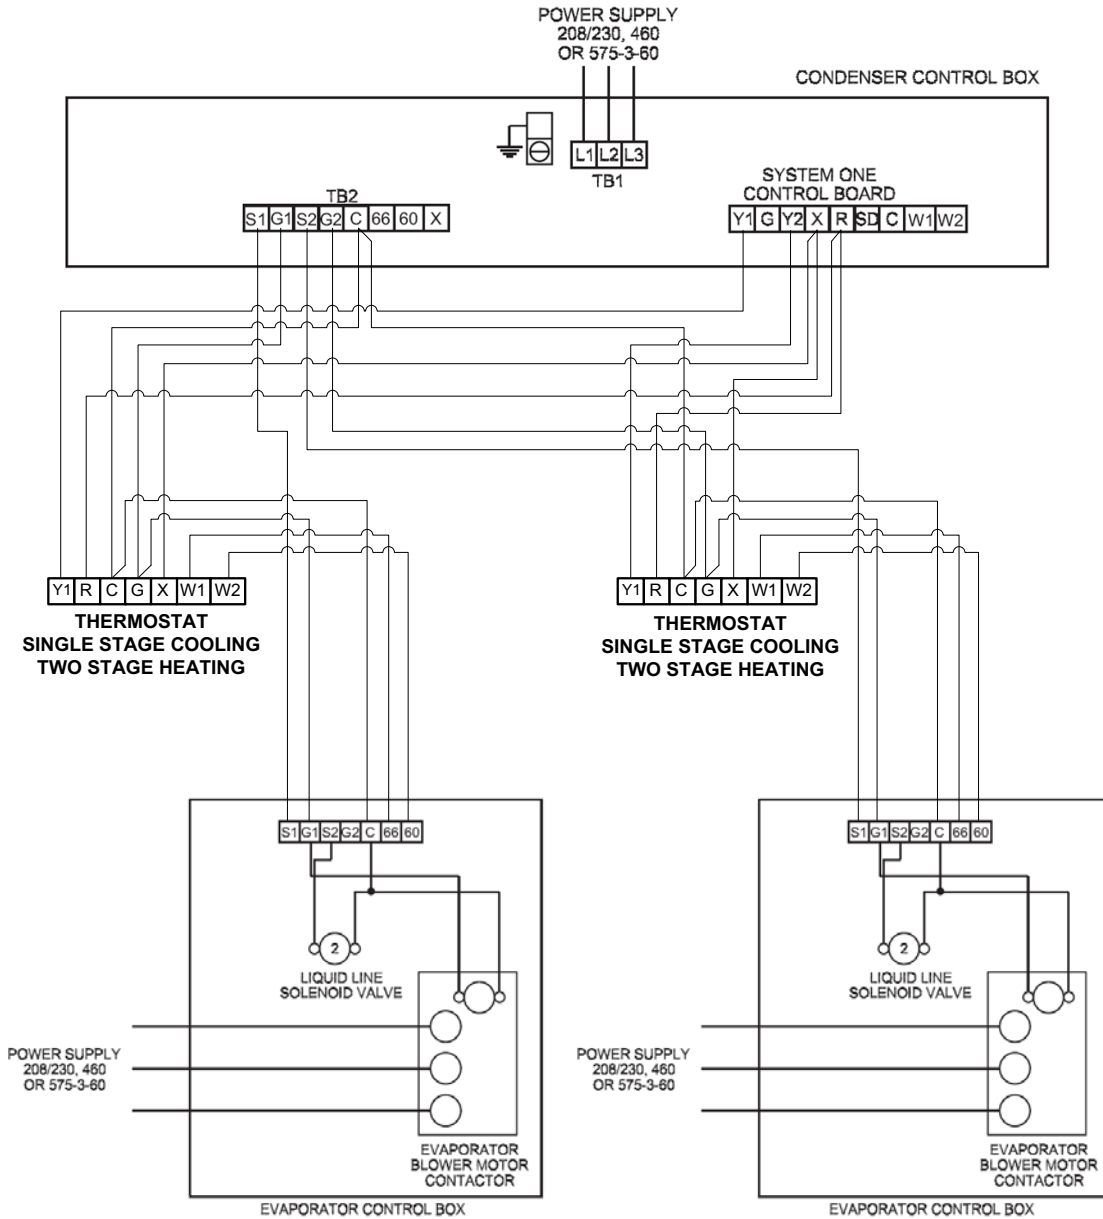 POWER SUPPLY
208/230, 460
OR 575-3-60
CONDENSER CONTROL BOX
L1 L2 L3
TB1
SYSTEM ONE
CONTROL BOARD
TB2
S1 G1 S2 G2 C 66 60 X
Y1 G Y2 X R SD C W1 W2
Y1 R C G X W1 W2
THERMOSTAT
SINGLE STAGE COOLING
TWO STAGE HEATING
Y1 R C G X W1 W2
THERMOSTAT
SINGLE STAGE COOLING
TWO STAGE HEATING
S1 G1 S2 G2 C 66 60
2
LIQUID LINE
SOLENOID VALVE
POWER SUPPLY
208/230, 460
OR 575-3-60
EVAPORATOR
BLOWER MOTOR
CONTACTOR
EVAPORATOR CONTROL BOX
S1 G1 S2 G2 C 66 60
2
LIQUID LINE
SOLENOID VALVE
POWER SUPPLY
208/230, 460
OR 575-3-60
EVAPORATOR
BLOWER MOTOR
CONTACTOR
EVAPORATOR CONTROL BOX